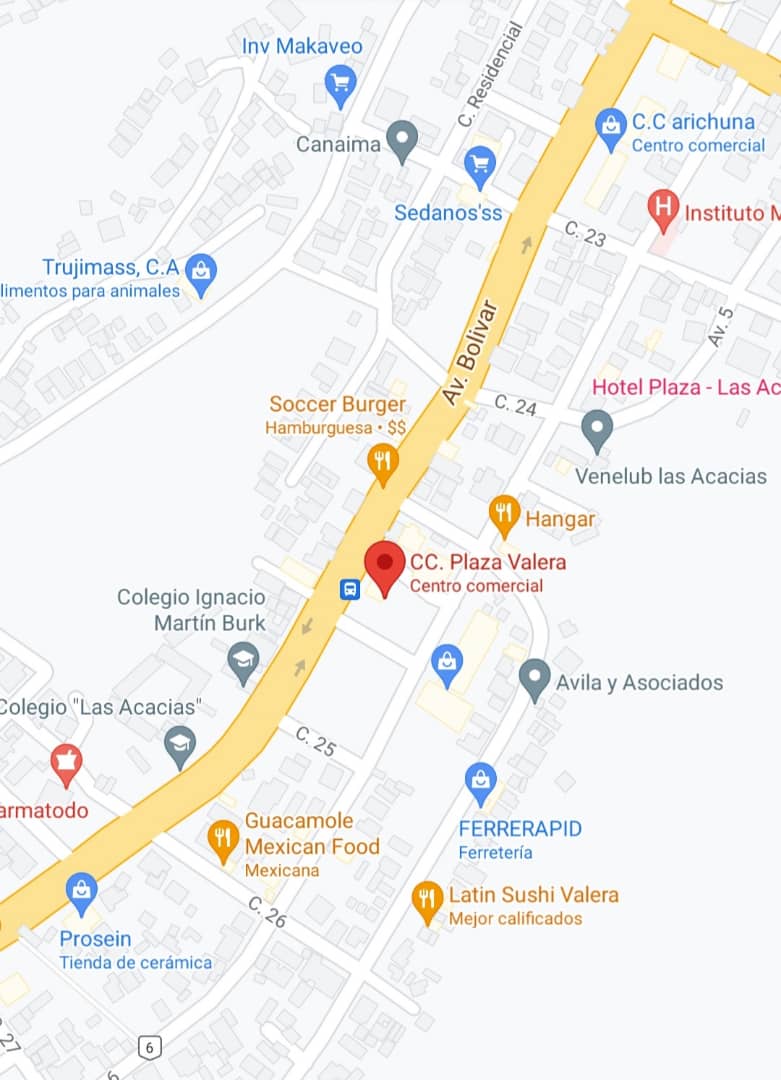 Inv Makaveo
C. Residencial
C.C arichuna
Centro comercial
Canaima
Sedanos'ss
Instituto M
C. 23
Trujimass, C.A
limentos para animales
Av. Bolivar
Av. 5
Hotel Plaza - Las Ac
Soccer Burger
Hamburguesa • $$
C. 24
Venelub las Acacias
Hangar
CC. Plaza Valera
Centro comercial
Colegio Ignacio
Martín Burk
Avila y Asociados
Colegio "Las Acacias"
C. 25
armatodo
Guacamole
Mexican Food
Mexicana
FERRERAPID
Ferretería
Latin Sushi Valera
Mejor calificados
C. 26
Prosein
Tienda de cerámica
27
6
6